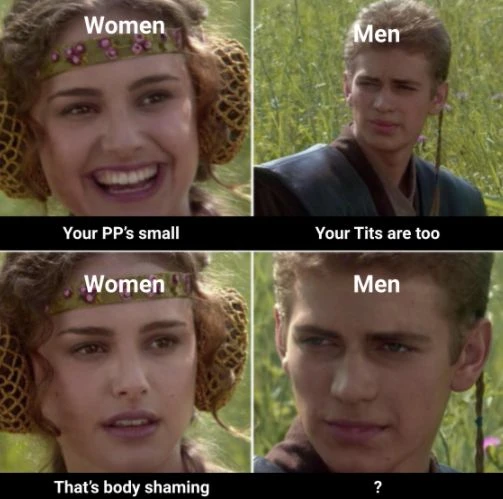 Women
Men
Your PP's small
Your Tits are too
Women
Men
That's body shaming
?